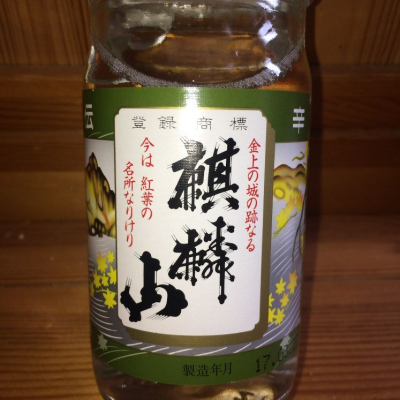 伝
辛
登録商標
金上の城の跡なる
今は 紅葉の
名所なりけり
麒麟山
製造年月